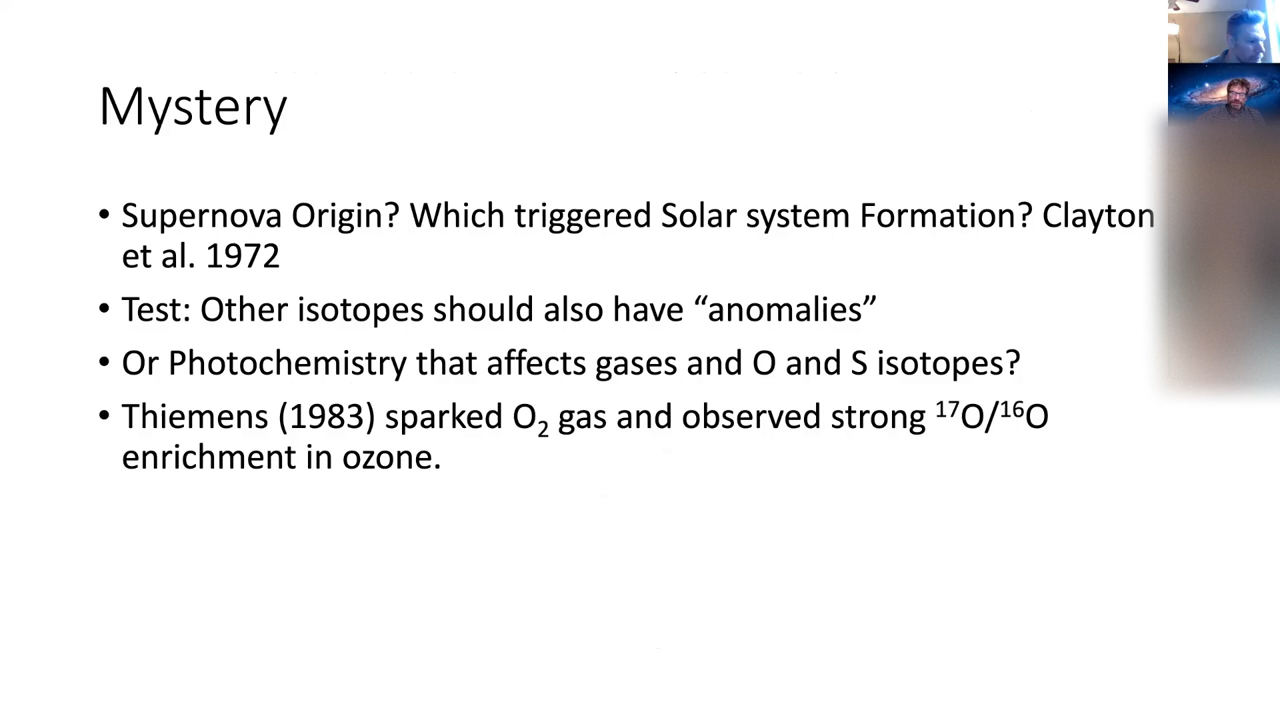 Mystery
• Supernova Origin? Which triggered Solar system Formation? Clayton
et al. 1972
• Test: Other isotopes should also have “anomalies”
• Or Photochemistry that affects gases and O and S isotopes?
• Thiemens (1983) sparked O₂ gas and observed strong ¹⁷O/¹⁶O
enrichment in ozone.